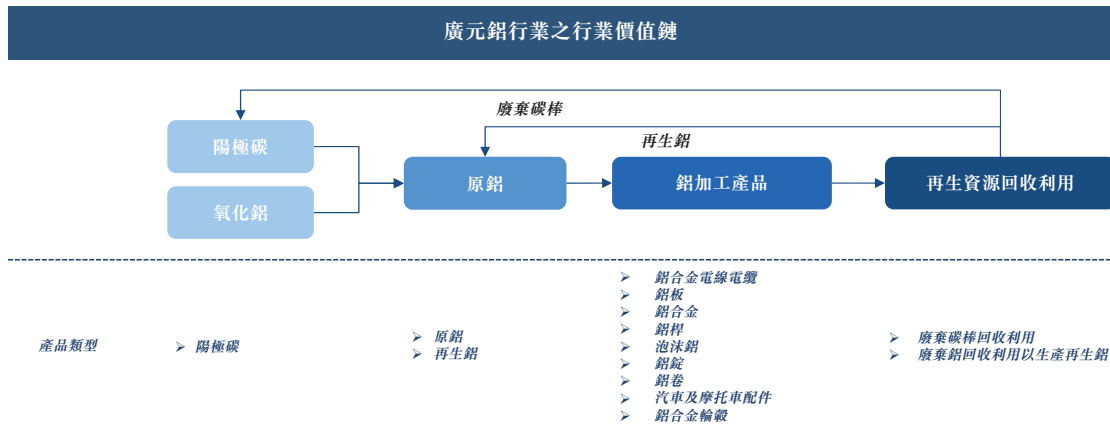 廣元鋁行業之行業價值鏈
廢棄碳棒
再生鋁
陽極碳
氧化鋁
原鋁
鋁加工產品
再生資源回收利用
產品類型
陽極碳
原鋁
再生鋁
鋁合金電線電纜
鋁板
鋁合金
鋁桿
泡沫鋁
鋁錠
鋁卷
汽車及摩托車配件
鋁合金輪轂
廢棄碳棒回收利用
廢棄鋁回收利用以生產再生鋁